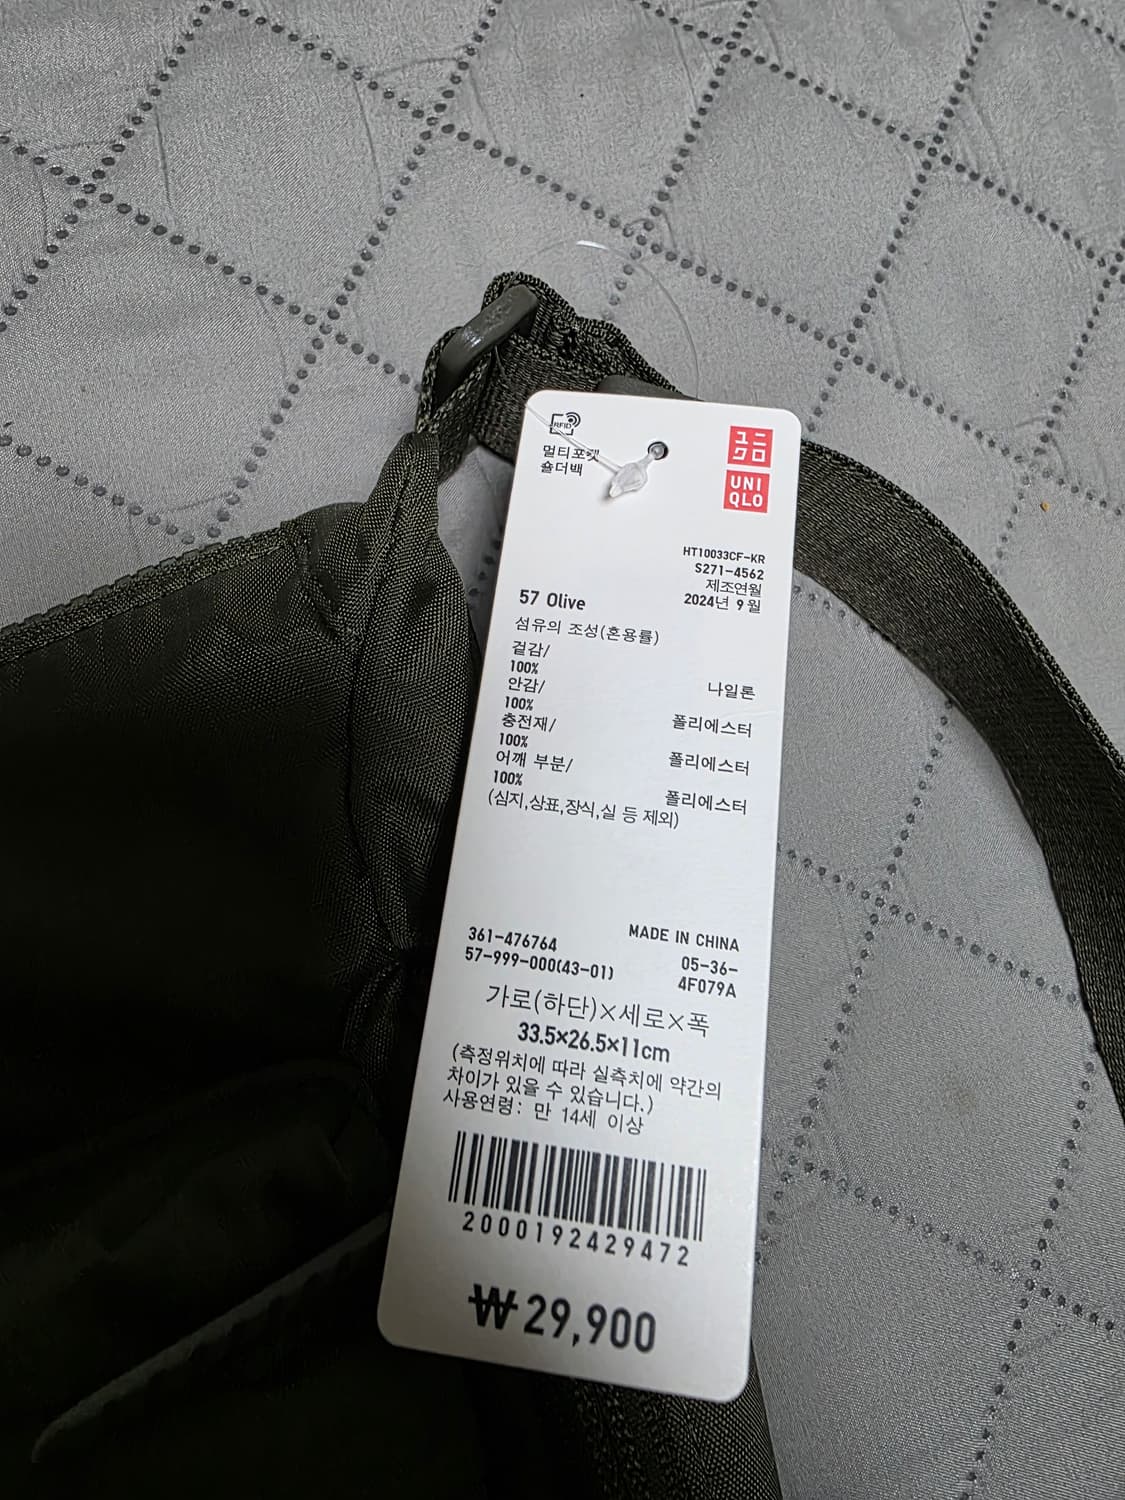 RFID
멀티포켓
숄더백
ユニ
クロ
UNI
QLO
HT10033CF-KR
S271-4562
제조연월
2024년 9월
57 Olive
섬유의 조성(혼용률)
겉감/
100%
나일론
안감/
100%
폴리에스터
충전재/
100%
폴리에스터
어깨 부분/
100%
폴리에스터
(심지,상표,장식,실 등 제외)
361-476764
57-999-000(43-01)
MADE IN CHINA
05-36-
4F079A
가로(하단)×세로×폭
33.5×26.5×11cm
(측정위치에 따라 실측치에 약간의
차이가 있을 수 있습니다.)
사용연령: 만 14세 이상
2000192429472
₩29,900